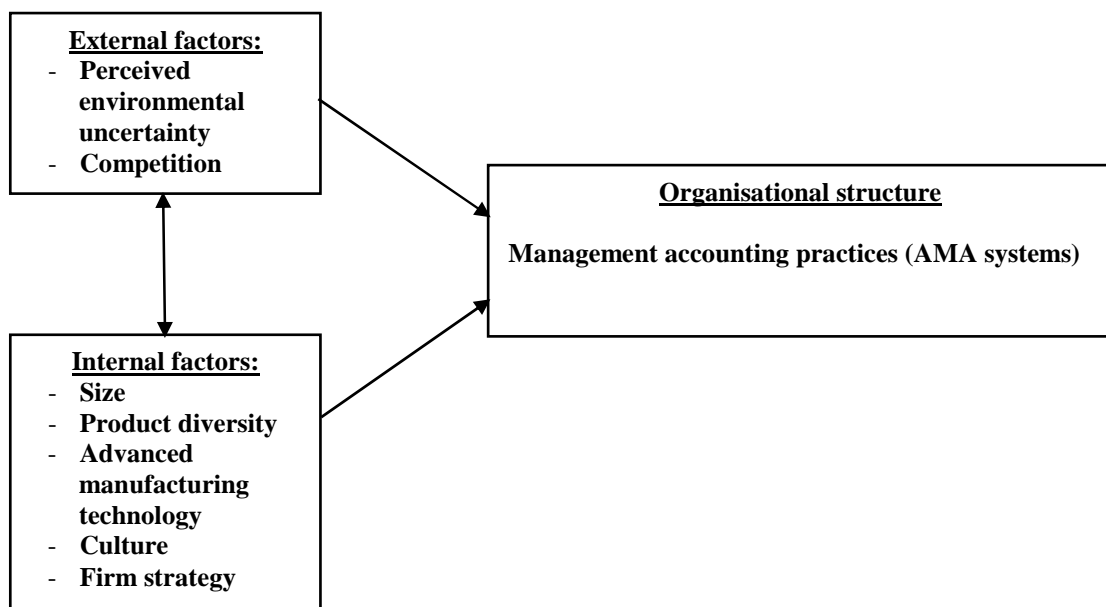 External factors:
- Perceived
environmental
uncertainty
- Competition
Organisational structure
Management accounting practices (AMA systems)
Internal factors:
- Size
- Product diversity
- Advanced
manufacturing
technology
- Culture
- Firm strategy